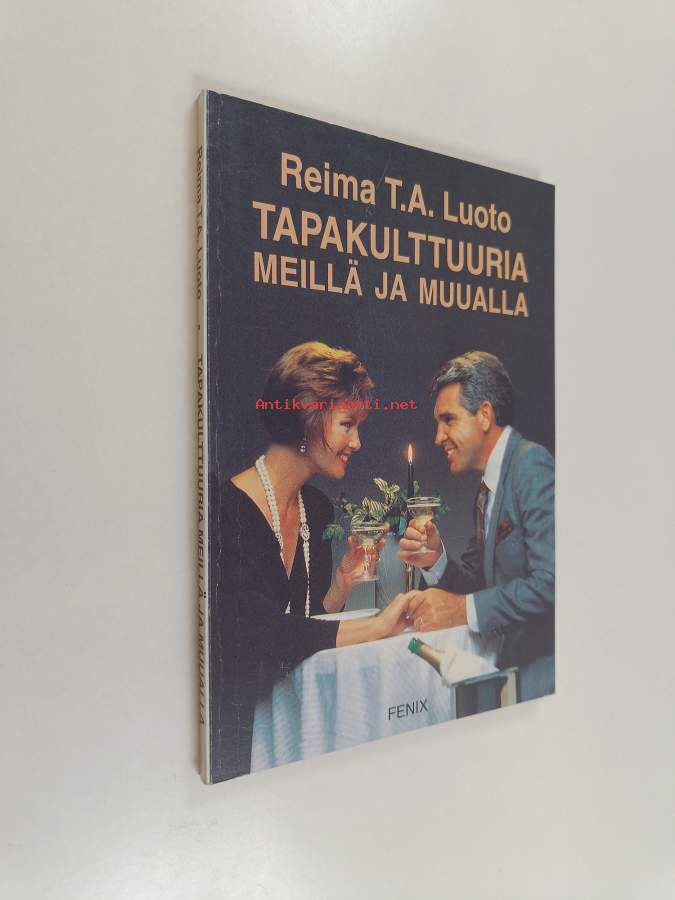 Reima T.A. Luoto
TAPAKULTTUURIA
MEILLÄ JA MUUALLA
Antikvariaatti.net
FENIX
Reima T.A. Luoto • TAPAKULTTUURIA MEILLÄ JA MUUALLA